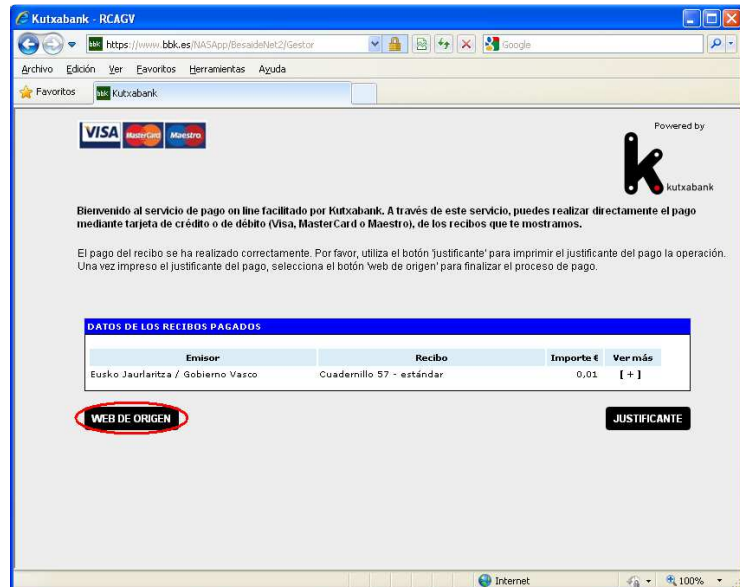 Kutxabank - RCAGV
bbk https://www.bbk.es/NASApp/BesaideNet2/Gestor
Google
Archivo Edición Ver Favoritos Herramientas Ayuda
Favoritos
bbk Kutxabank
VISA MasterCard Maestro
Powered by
kutxabank
Bienvenido al servicio de pago on line facilitado por Kutxabank. A través de este servicio, puedes realizar directamente el pago
mediante tarjeta de crédito o de débito (Visa, MasterCard o Maestro), de los recibos que te mostramos.
El pago del recibo se ha realizado correctamente. Por favor, utiliza el botón 'justificante' para imprimir el justificante del pago la operación.
Una vez impreso el justificante del pago, selecciona el botón 'web de origen' para finalizar el proceso de pago.
DATOS DE LOS RECIBOS PAGADOS
Emisor Recibo Importe € Ver más
Eusko Jaurlaritza / Gobierno Vasco Cuadernillo 57 - estándar 0,01 [ + ]
WEB DE ORIGEN JUSTIFICANTE
Internet 100%